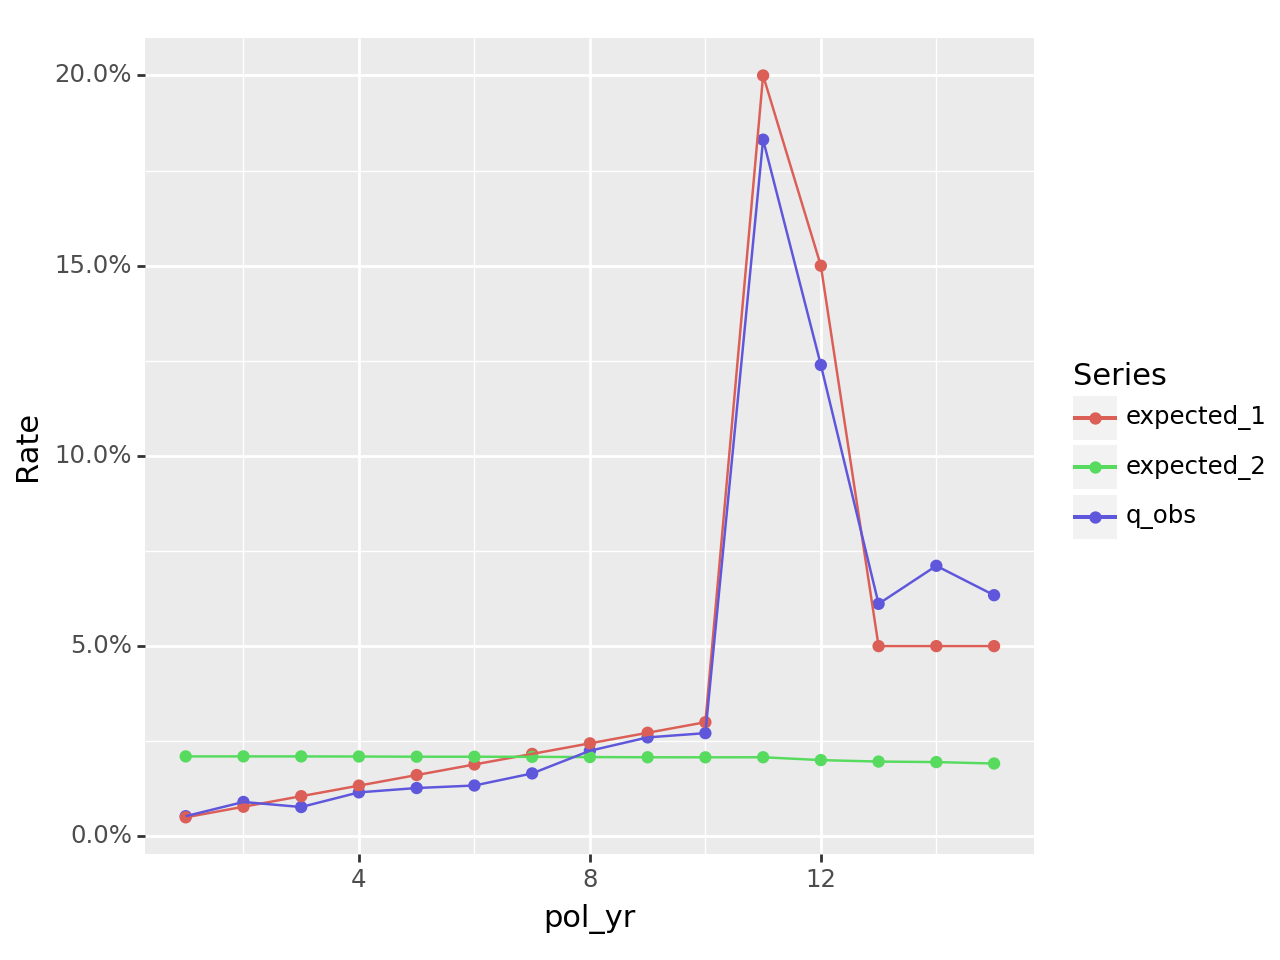 20.0%
15.0%
10.0%
5.0%
0.0%
Rate
4
8
12
pol_yr
Series
expected_1
expected_2
q_obs